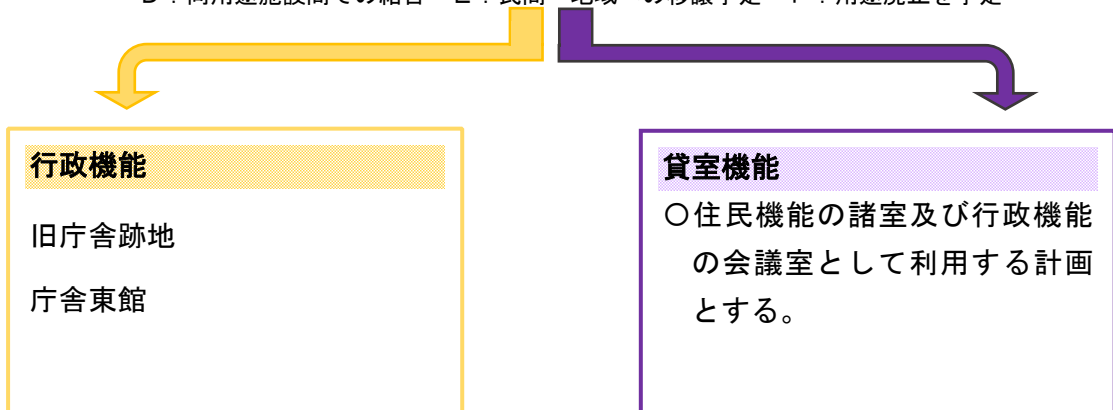 行政機能
旧庁舎跡地
庁舎東館
貸室機能
○住民機能の諸室及び行政機能
の会議室として利用する計画
とする。